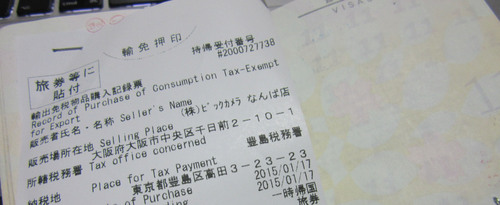 VISAS
一
輸免押印
持帰受付番号
#2000727738
旅券等に
貼付
輸出免税物品購入記録票
Record of Purchase of Consumption Tax-Exempt
for Export
販売者氏名・名称 Seller's Name
(株)ビックカメラ なんば店
販売場所在地 Selling Place
大阪府大阪市中央区千日前2-10-1
所轄税務署 Tax office concerned
豊島税務署
Place for Tax Payment
納税地 東京都豊島区高田3-23-23
of Purchase 2015/01/17
2015/01/17
一時帰国
旅券